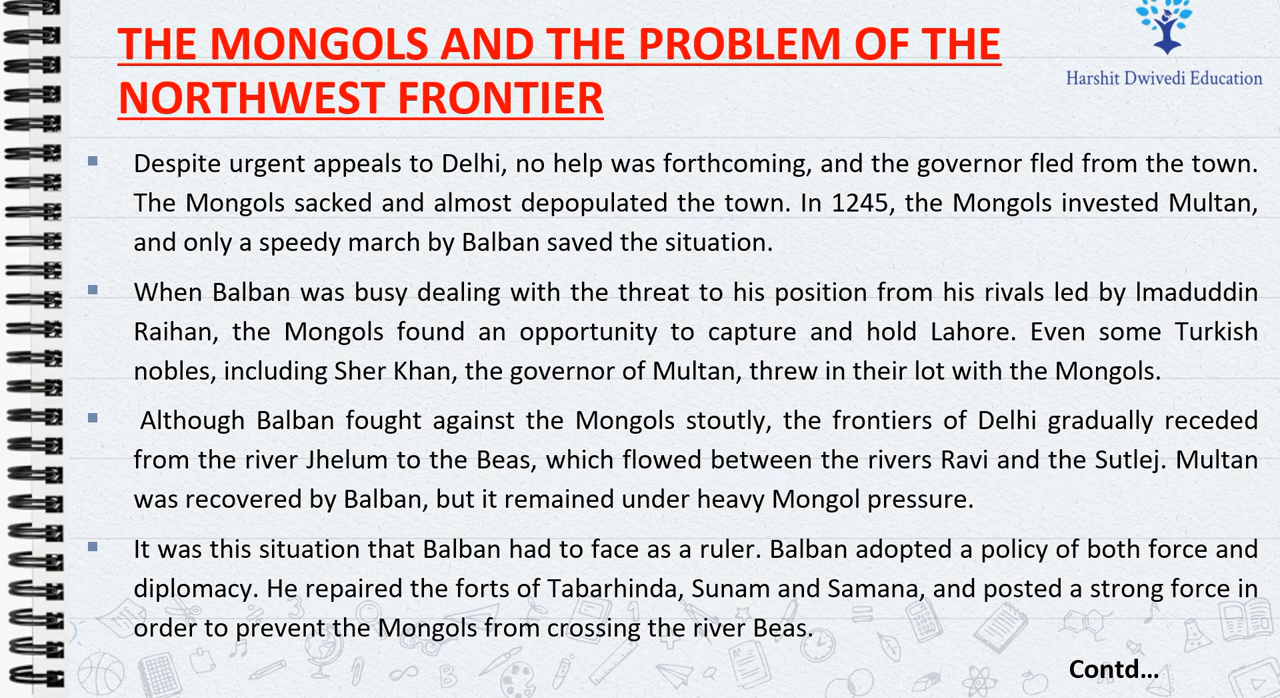 THE MONGOLS AND THE PROBLEM OF THE
NORTHWEST FRONTIER
Harshit Dwivedi Education
▪ Despite urgent appeals to Delhi, no help was forthcoming, and the governor fled from the town.
The Mongols sacked and almost depopulated the town. In 1245, the Mongols invested Multan,
and only a speedy march by Balban saved the situation.
▪ When Balban was busy dealing with the threat to his position from his rivals led by lmaduddin
Raihan, the Mongols found an opportunity to capture and hold Lahore. Even some Turkish
nobles, including Sher Khan, the governor of Multan, threw in their lot with the Mongols.
▪ Although Balban fought against the Mongols stoutly, the frontiers of Delhi gradually receded
from the river Jhelum to the Beas, which flowed between the rivers Ravi and the Sutlej. Multan
was recovered by Balban, but it remained under heavy Mongol pressure.
▪ It was this situation that Balban had to face as a ruler. Balban adopted a policy of both force and
diplomacy. He repaired the forts of Tabarhinda, Sunam and Samana, and posted a strong force in
order to prevent the Mongols from crossing the river Beas.
Contd…